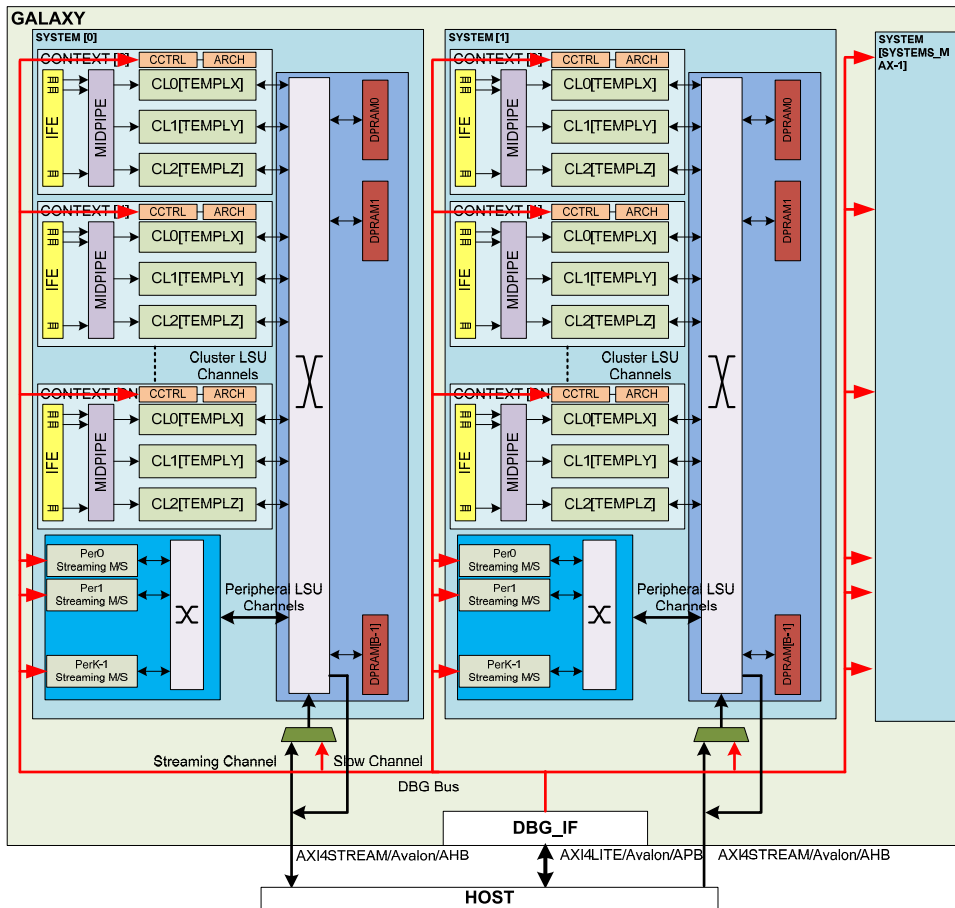 GALAXY
SYSTEM [0]
CONTEXT [
CCTRL
ARCH
IFE
MIDPIPE
CL0[TEMPLX]
CL1[TEMPLY]
CL2[TEMPLZ]
CONTEXT [
CCTRL
ARCH
IFE
MIDPIPE
CL0[TEMPLX]
CL1[TEMPLY]
CL2[TEMPLZ]
Cluster LSU
Channels
CONTEXT [
CCTRL
ARCH
IFE
MIDPIPE
CL0[TEMPLX]
CL1[TEMPLY]
CL2[TEMPLZ]
DPRAM0
DPRAM1
DPRAM[B-1]
Per0
Streaming M/S
Per1
Streaming M/S
PerK-1
Streaming M/S
Peripheral LSU
Channels
SYSTEM [1]
CONTEXT [
CCTRL
ARCH
IFE
MIDPIPE
CL0[TEMPLX]
CL1[TEMPLY]
CL2[TEMPLZ]
CONTEXT [
CCTRL
ARCH
IFE
MIDPIPE
CL0[TEMPLX]
CL1[TEMPLY]
CL2[TEMPLZ]
Cluster LSU
Channels
CONTEXT [
CCTRL
ARCH
IFE
MIDPIPE
CL0[TEMPLX]
CL1[TEMPLY]
CL2[TEMPLZ]
DPRAM0
DPRAM1
DPRAM[B-1]
Per0
Streaming M/S
Per1
Streaming M/S
PerK-1
Streaming M/S
Peripheral LSU
Channels
SYSTEM
[SYSTEMS_M
AX-1]
Streaming Channel
Slow Channel
DBG Bus
DBG_IF
AXI4STREAM/Avalon/AHB
AXI4LITE/Avalon/APB
AXI4STREAM/Avalon/AHB
HOST